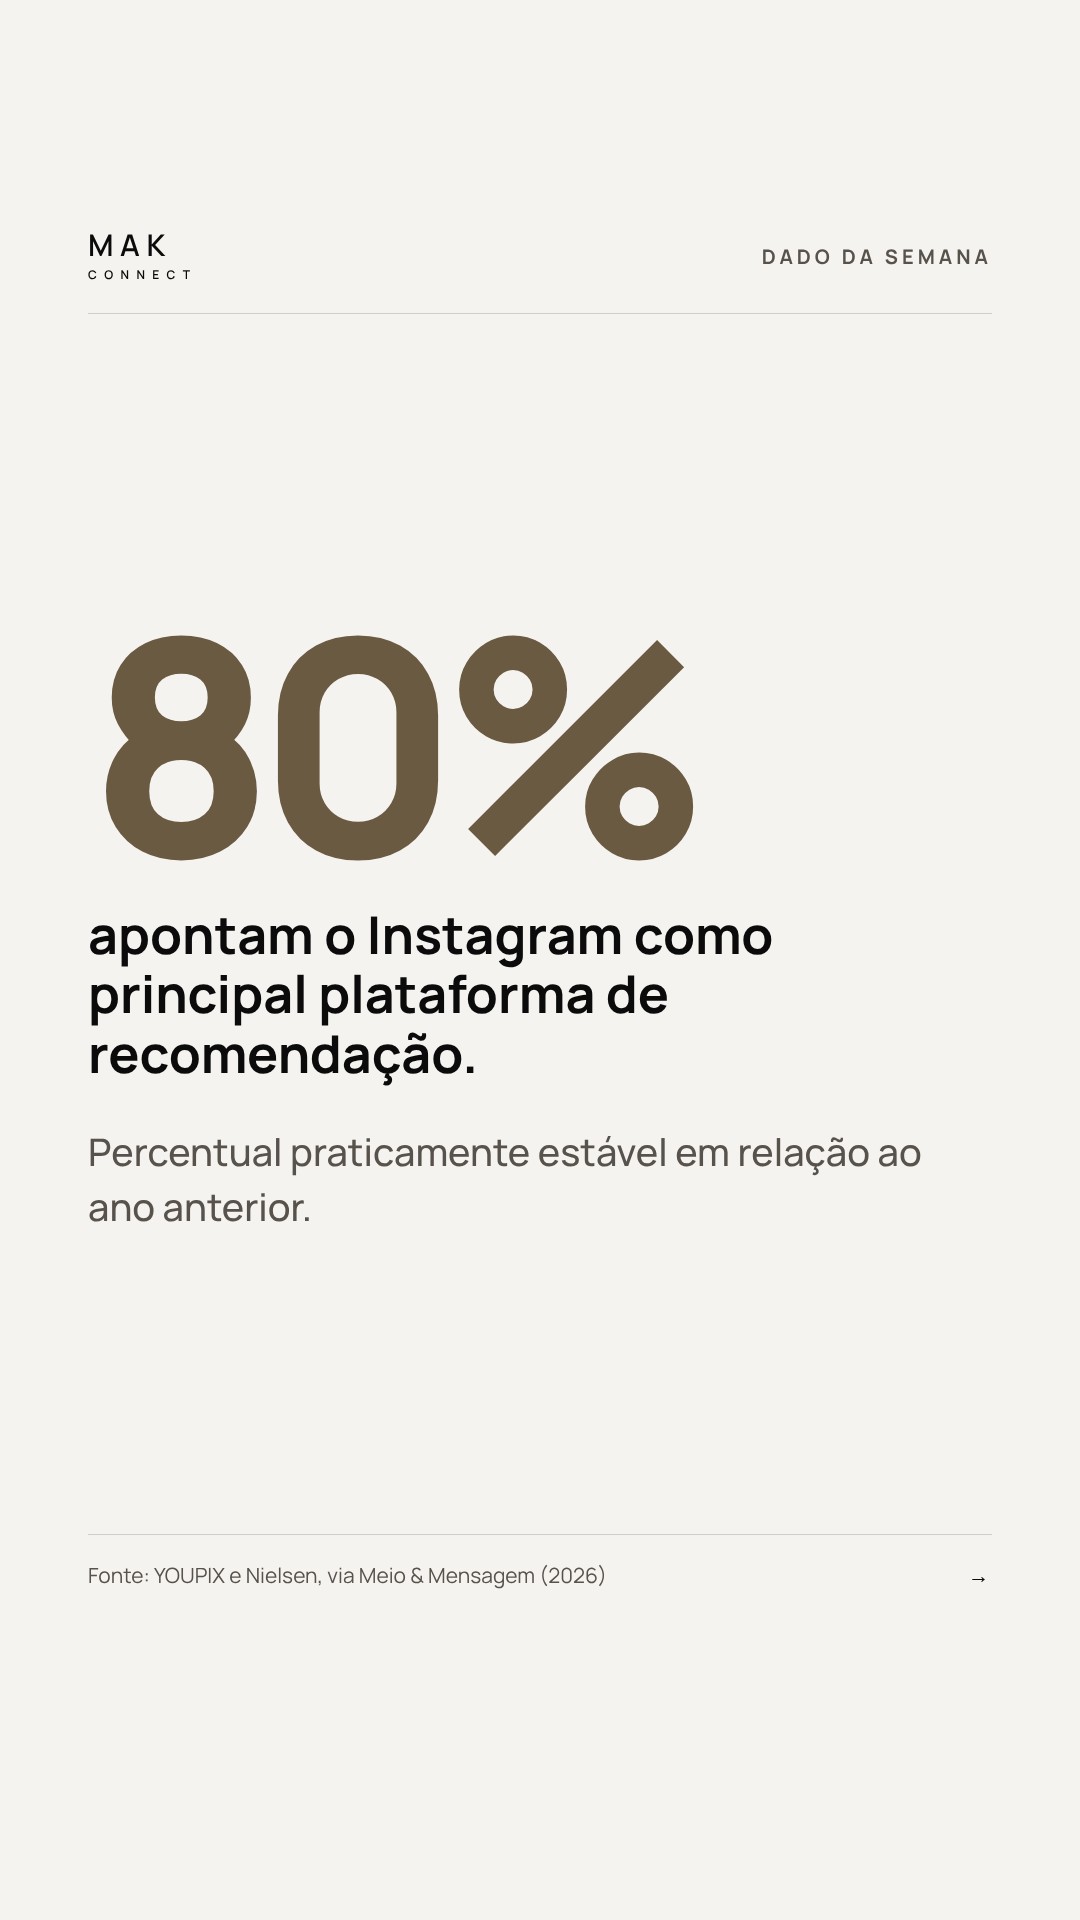 MAK
CONNECT
DADO DA SEMANA
80%
apontam o Instagram como
principal plataforma de
recomendação.
Percentual praticamente estável em relação ao
ano anterior.
Fonte: YOUPIX e Nielsen, via Meio & Mensagem (2026)
→